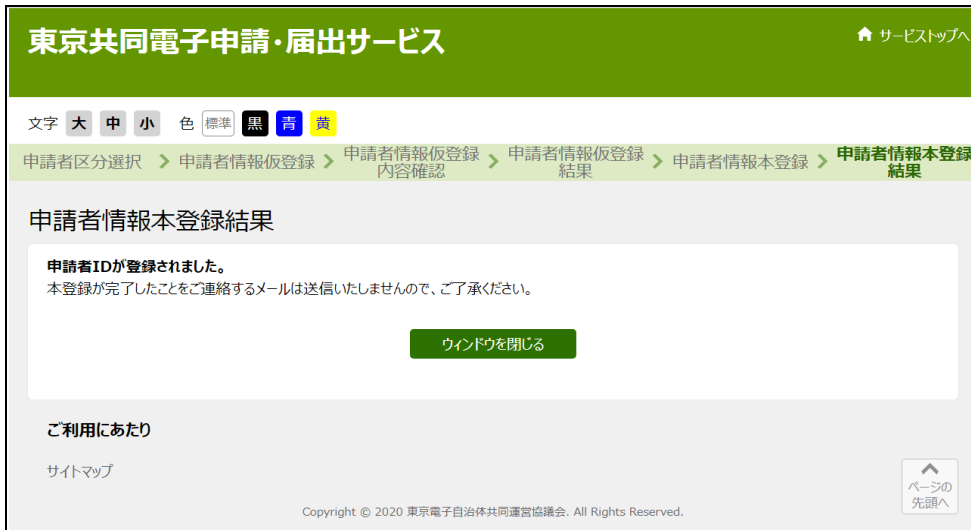 東京共同電子申請・届出サービス
サービストップへ
文字 大 中 小 色 標準 黒 青 黄
申請者区分選択 申請者情報仮登録 申請者情報仮登録内容確認 申請者情報仮登録結果 申請者情報本登録 申請者情報本登録結果
申請者情報本登録結果
申請者IDが登録されました。
本登録が完了したことをご連絡するメールは送信いたしませんので、ご了承ください。
ウィンドウを閉じる
ご利用にあたり
サイトマップ
ページの
先頭へ
Copyright © 2020 東京電子自治体共同運営協議会. All Rights Reserved.